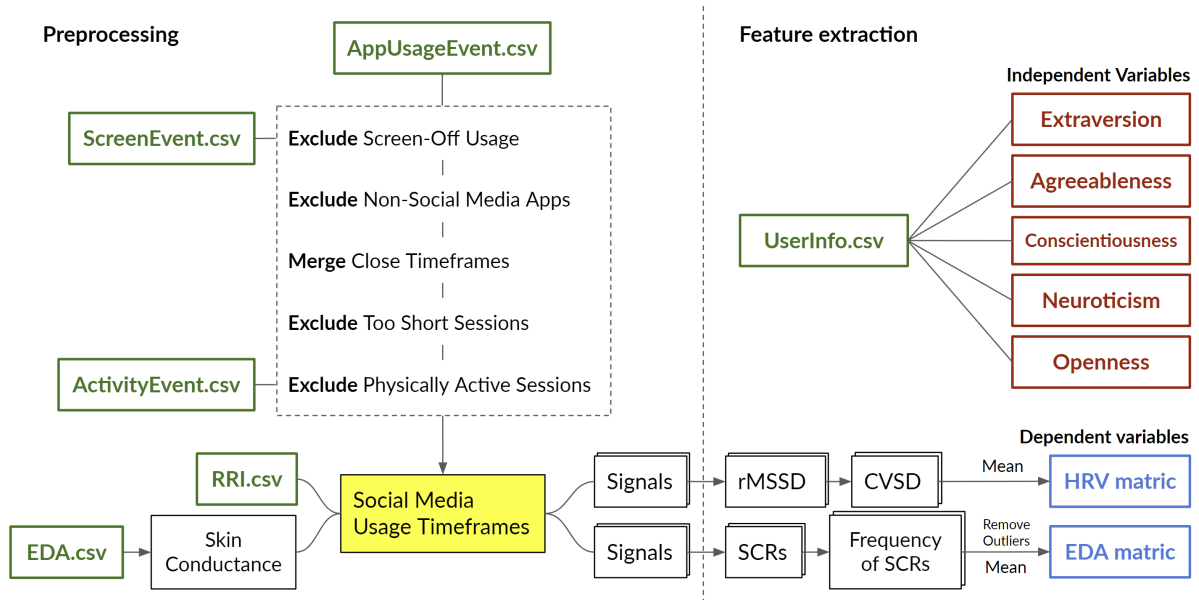 Preprocessing
AppUsageEvent.csv
ScreenEvent.csv
Exclude Screen-Off Usage
Exclude Non-Social Media Apps
Merge Close Timeframes
Exclude Too Short Sessions
ActivityEvent.csv
Exclude Physically Active Sessions
RRI.csv
EDA.csv
Skin
Conductance
Social Media
Usage Timeframes
Signals
Signals
Feature extraction
Independent Variables
UserInfo.csv
Extraversion
Agreeableness
Conscientiousness
Neuroticism
Openness
Dependent variables
rMSSD
CVSD
Mean
HRV matric
SCRs
Frequency
of SCRs
Remove
Outliers
Mean
EDA matric